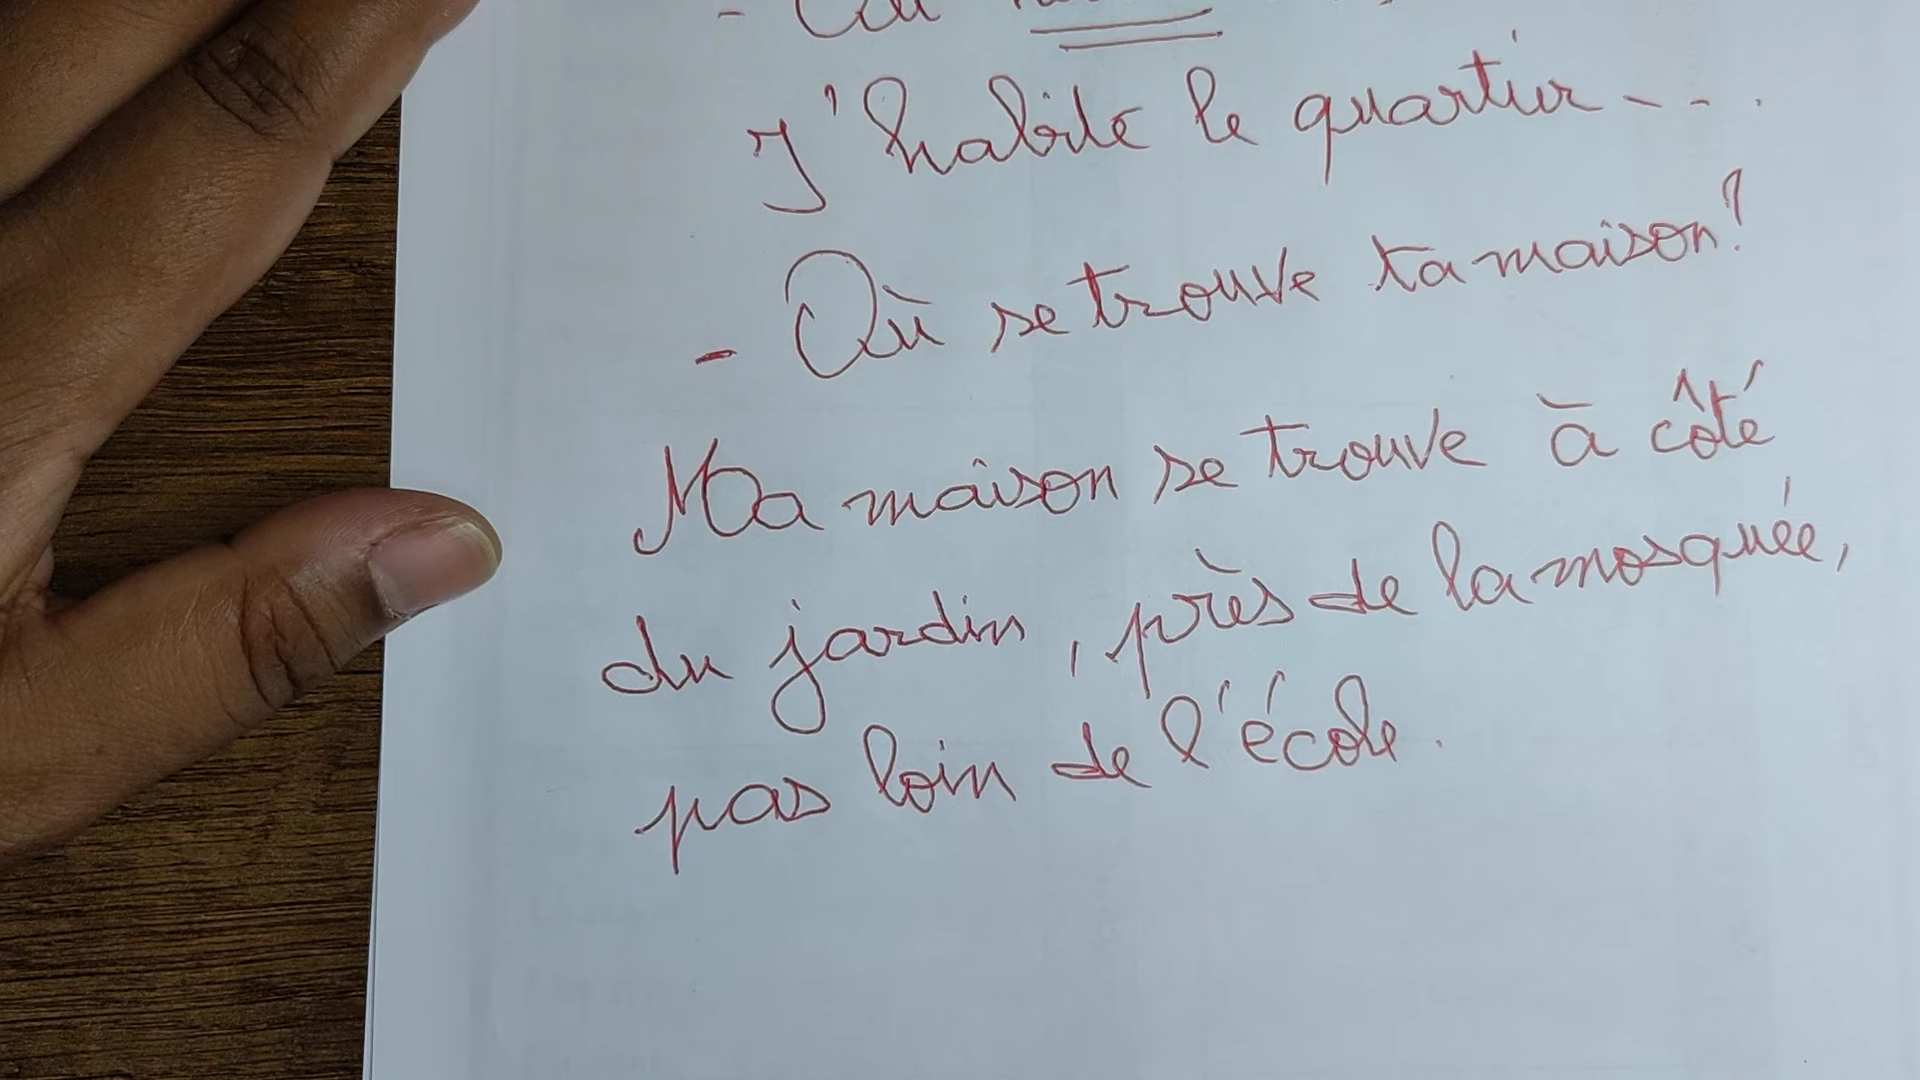 - Où
J'habite le quartier - - - .
- Où se trouve ta maison?
Ma maison se trouve à côté
du jardin, près de la mosquée,
pas loin de l'école.